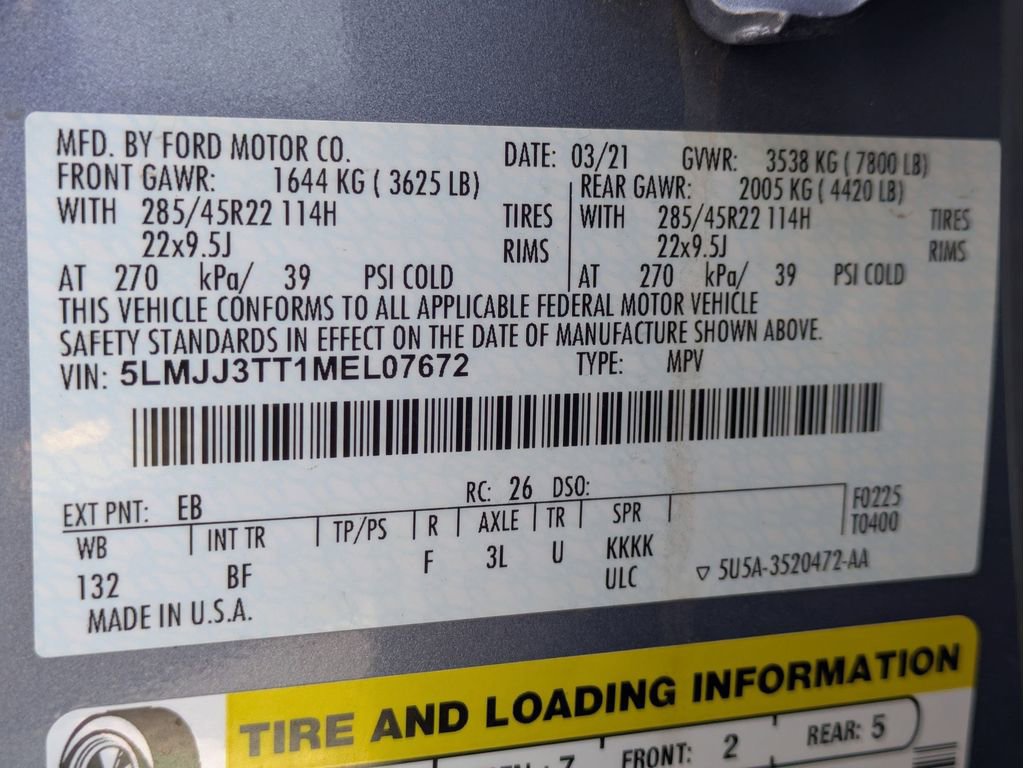 MFD. BY FORD MOTOR CO. DATE: 03/21 GVWR: 3538 KG ( 7800 LB)
FRONT GAWR: 1644 KG ( 3625 LB) REAR GAWR: 2005 KG ( 4420 LB)
WITH 285/45R22 114H TIRES WITH 285/45R22 114H TIRES
22x9.5J RIMS 22x9.5J RIMS
AT 270 kPa/ 39 PSI COLD AT 270 kPa/ 39 PSI COLD
THIS VEHICLE CONFORMS TO ALL APPLICABLE FEDERAL MOTOR VEHICLE
SAFETY STANDARDS IN EFFECT ON THE DATE OF MANUFACTURE SHOWN ABOVE.
VIN: 5LMJJ3TT1MEL07672 TYPE: MPV
EXT PNT: EB RC: 26 DSO: F0225
WB INT TR TP/PS R AXLE TR SPR T0400
132 BF F 3L U KKKK
ULC 5U5A-3520472-AA
MADE IN U.S.A.
TIRE AND LOADING INFORMATION
7 FRONT: 2 REAR: 5